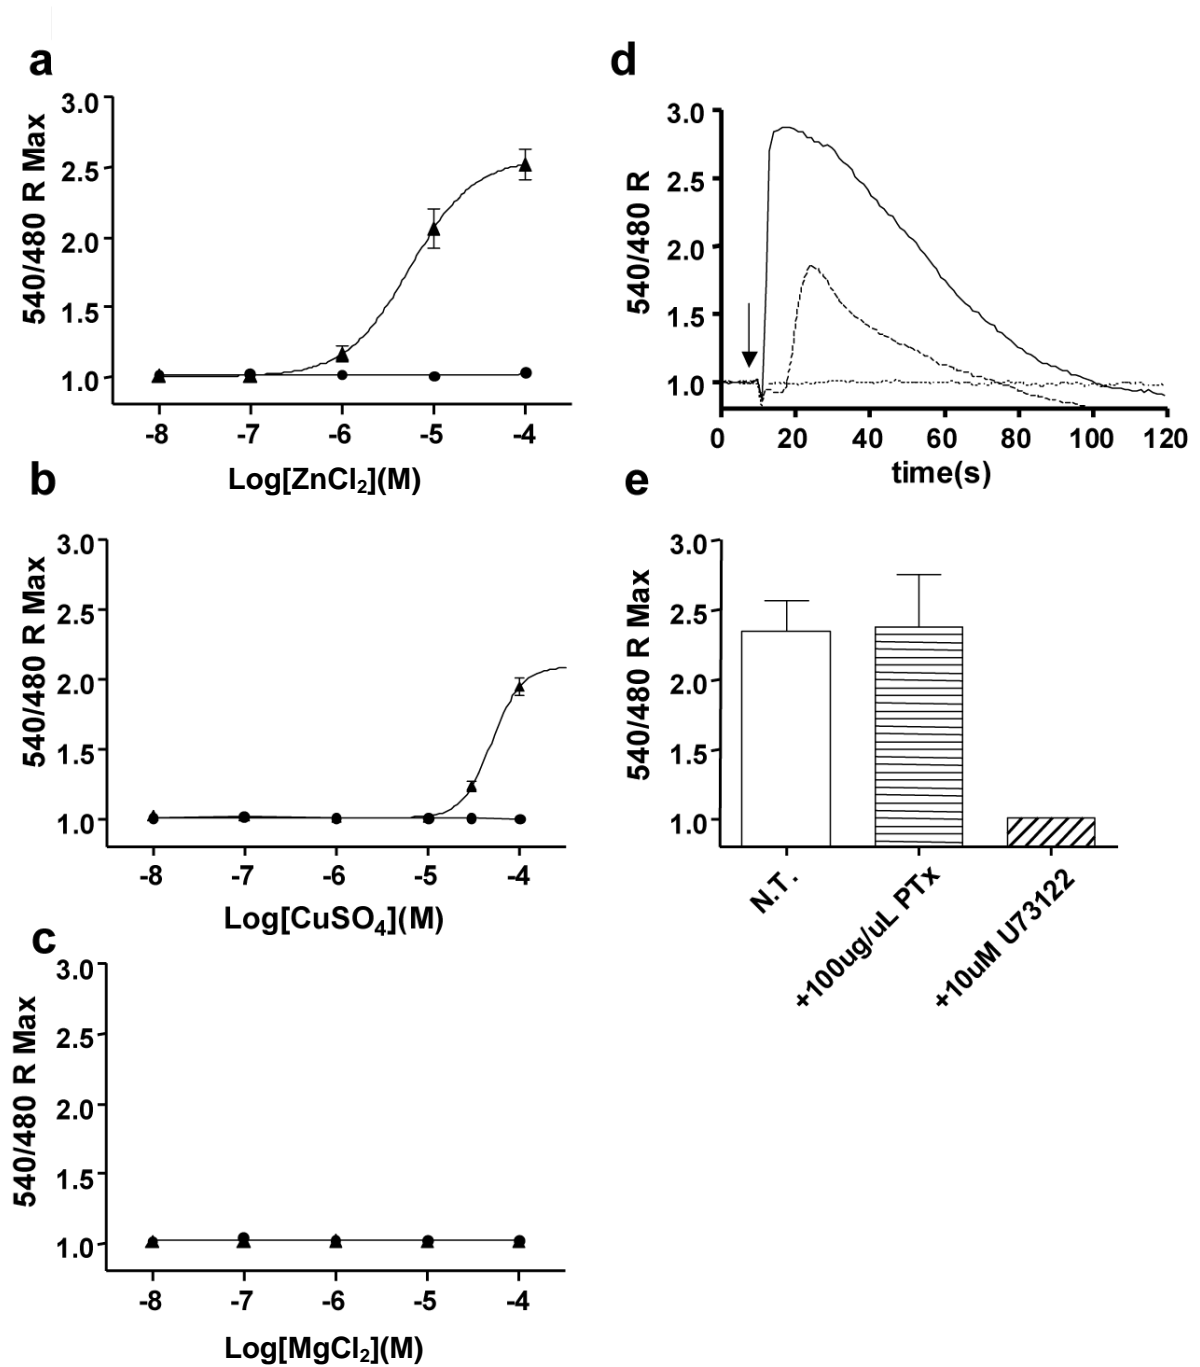 a
540/480 R Max
3.0
2.5
2.0
1.5
1.0
-8 -7 -6 -5 -4
Log[ZnCl₂](M)
b
540/480 R Max
3.0
2.5
2.0
1.5
1.0
-8 -7 -6 -5 -4
Log[CuSO₄](M)
c
540/480 R Max
3.0
2.5
2.0
1.5
1.0
-8 -7 -6 -5 -4
Log[MgCl₂](M)
d
540/480 R
3.0
2.5
2.0
1.5
1.0
0 20 40 60 80 100 120
time(s)
e
540/480 R Max
3.0
2.5
2.0
1.5
1.0
N.T.
+100ug/uL PTx
+10uM U73122